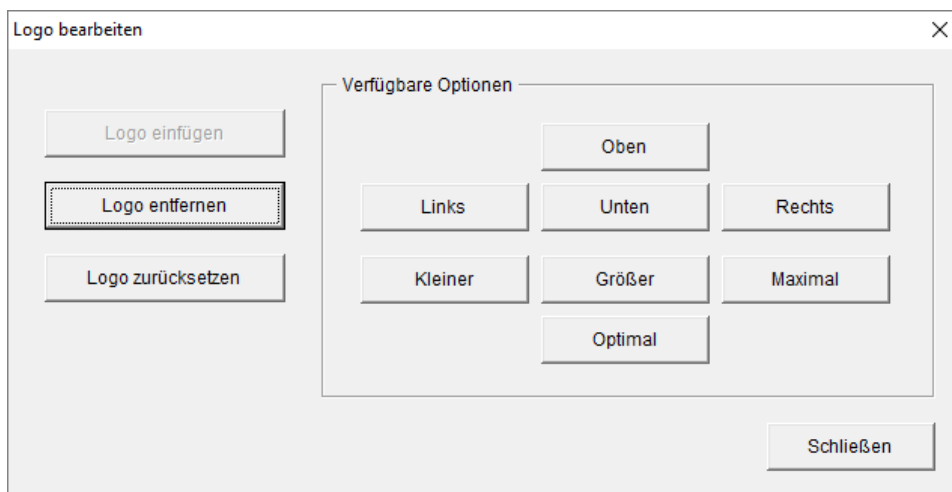 Logo bearbeiten
Verfügbare Optionen
Logo einfügen
Oben
Logo entfernen
Links
Unten
Rechts
Logo zurücksetzen
Kleiner
Größer
Maximal
Optimal
Schließen